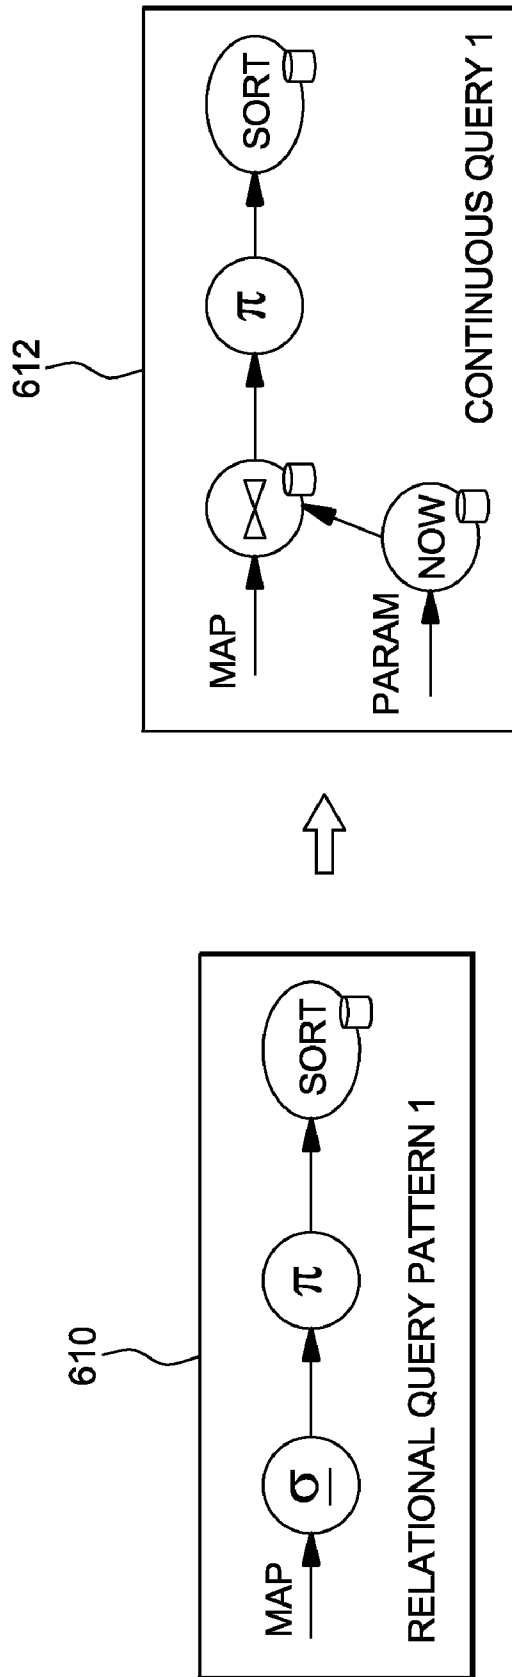 610
MAP
σ
π
SORT
RELATIONAL QUERY PATTERN 1
612
MAP
⋈
π
SORT
PARAM
NOW
CONTINUOUS QUERY 1